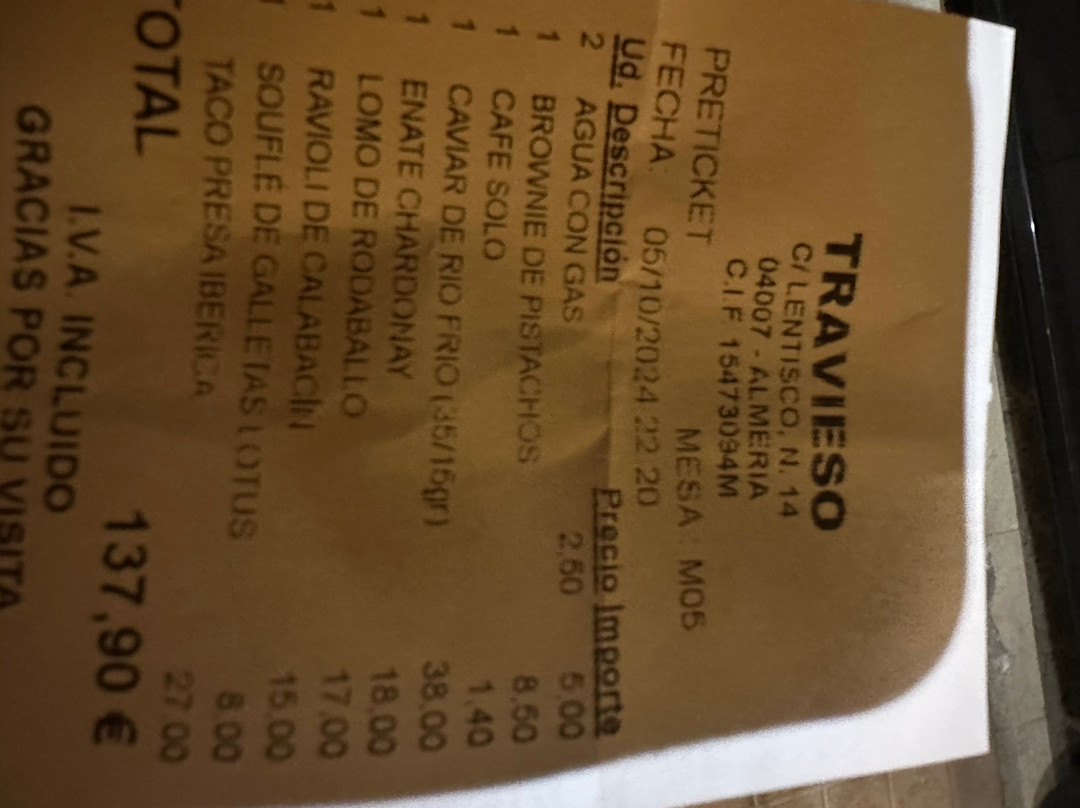 TRAVIESO
C/ LENTISCO, N. 14
04007 - ALMERIA
C.I.F. 15473094M
PRETICKET MESA : M05
FECHA: 05/10/2024 22:20
Ud. Descripción Precio Importe
2 AGUA CON GAS 2,50 5,00
1 BROWNIE DE PISTACHOS 8,50
1 CAFE SOLO 1,40
1 CAVIAR DE RIO FRIO (35/15gr) 38,00
1 ENATE CHARDONAY 18,00
1 LOMO DE RODABALLO 17,00
1 RAVIOLI DE CALABACIN 15,00
1 SOUFLÉ DE GALLETAS LOTUS 8,00
TACO PRESA IBERICA 27,00
TOTAL 137,90 €
I.V.A. INCLUIDO
GRACIAS POR SU VISITA